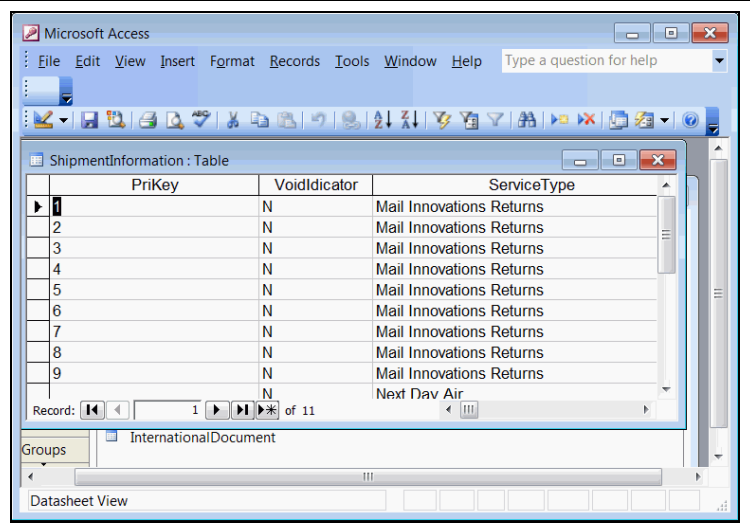 Microsoft Access
File Edit View Insert Format Records Tools Window Help Type a question for help
ShipmentInformation : Table
PriKey VoidIdicator ServiceType
1 N Mail Innovations Returns
2 N Mail Innovations Returns
3 N Mail Innovations Returns
4 N Mail Innovations Returns
5 N Mail Innovations Returns
6 N Mail Innovations Returns
7 N Mail Innovations Returns
8 N Mail Innovations Returns
9 N Mail Innovations Returns
N Next Day Air
Record: 1 of 11
InternationalDocument
Groups
Datasheet View